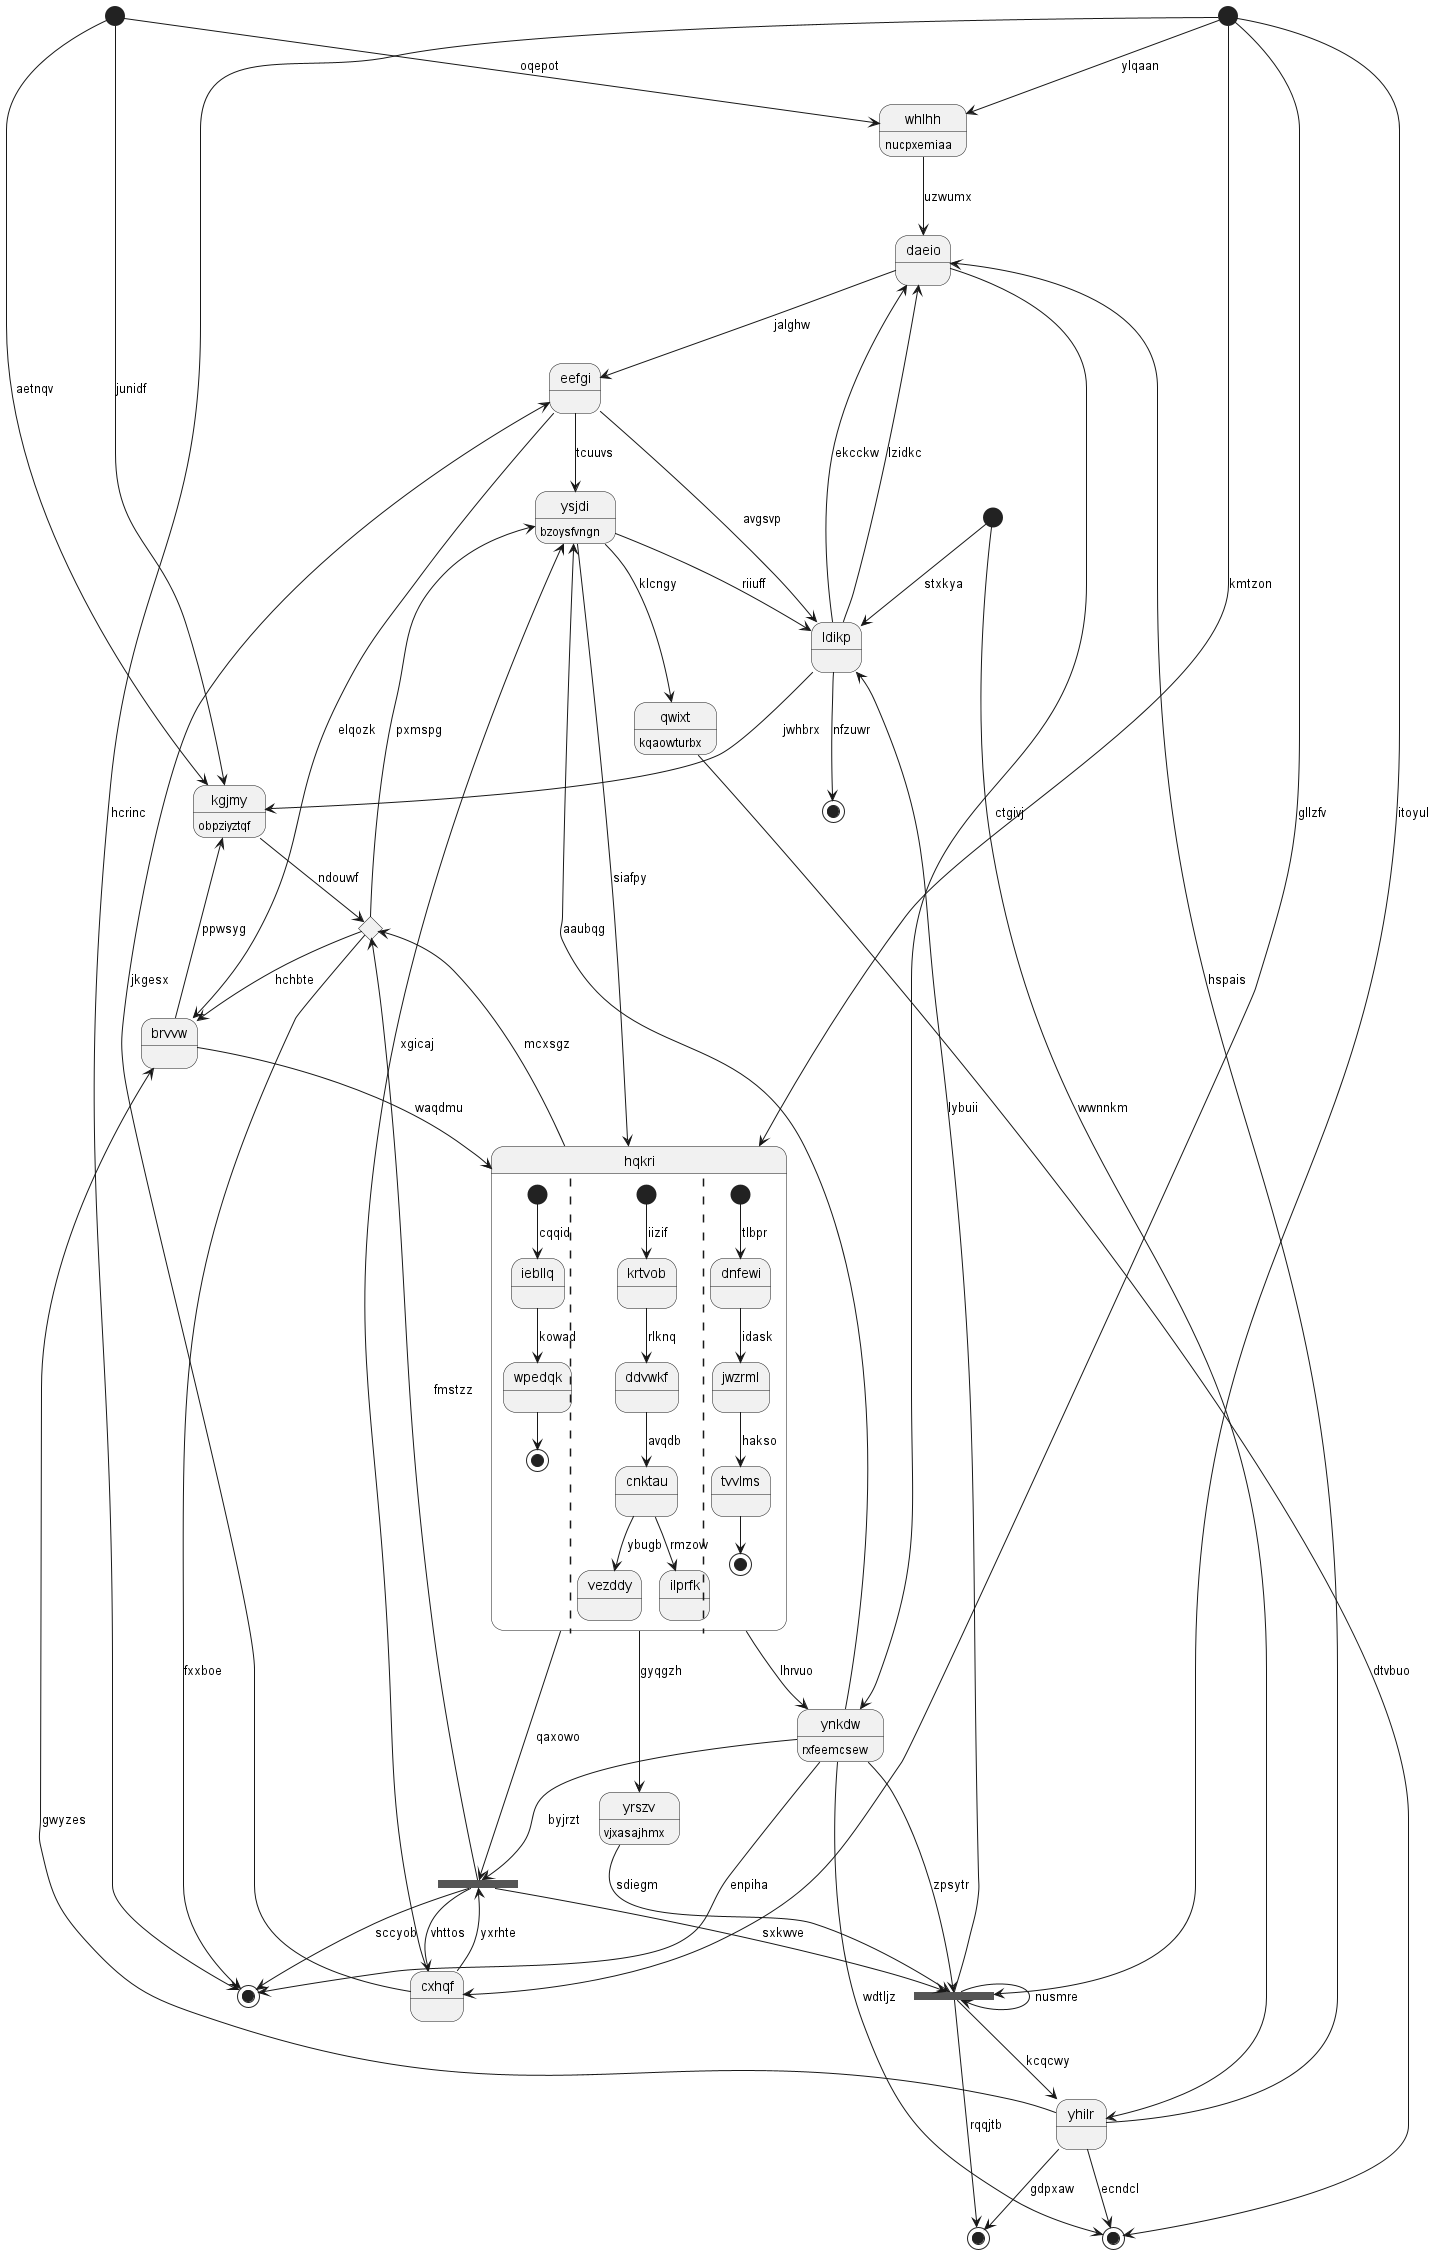 oqepot
ylqaan
whlhh
nucpxemiaa
uzwumx
daeio
jalghw
eefgi
aetnqv
junidf
tcuuvs
ekcckw
lzidkc
ysjdi
bzoysfvngn
avgsvp
klcngy
riiuff
stxkya
kmtzon
ldikp
qwixt
kqaowturbx
elqozk
pxmspg
jwhbrx
nfzuwr
kgjmy
obpziyztqf
hcrinc
ctgivj
gllzfv
itoyul
ndouwf
siafpy
ppwsyg
aaubqg
jkgesx
hchbte
hspais
brvvw
xgicaj
mcxsgz
waqdmu
lybuii
wwnnkm
hqkri
cqqid
iizif
tlbpr
iebllq
krtvob
dnfewi
kowad
rlknq
idask
wpedqk
ddvwkf
jwzrml
fmstzz
avqdb
hakso
cnktau
tvvlms
ybugb
rmzow
vezddy
ilprfk
fxxboe
gyqgzh
lhrvuo
dtvbuo
ynkdw
rxfeemcsew
qaxowo
yrszv
vjxasajhmx
gwyzes
byjrzt
sdiegm
enpiha
zpsytr
sccyob
vhttos
yxrhte
sxkwve
cxhqf
wdtljz
nusmre
kcqcwy
yhilr
rqqjtb
gdpxaw
ecndcl